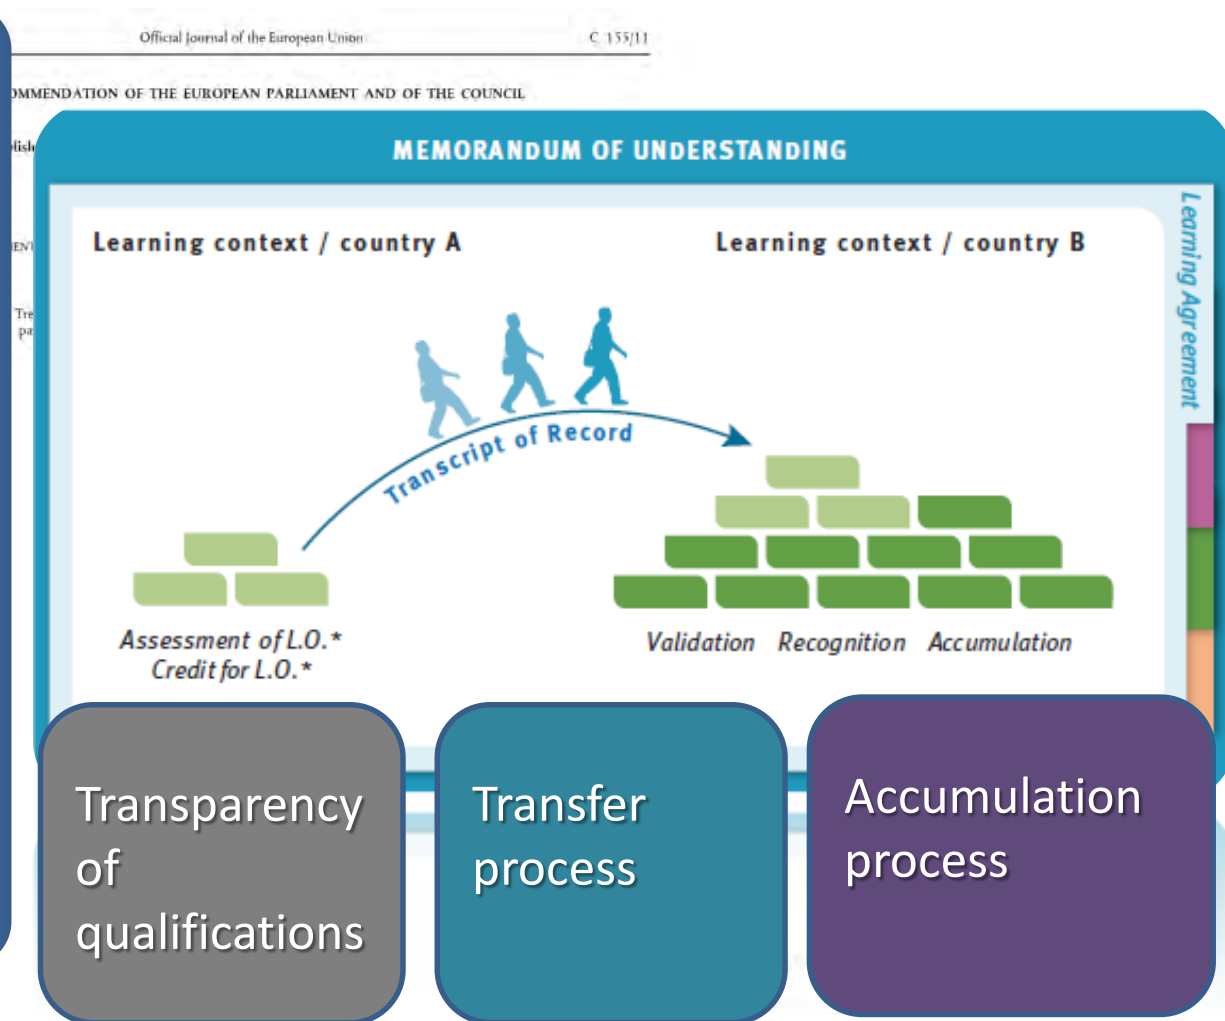 Official Journal of the European Union C 155/11
OMMENDATION OF THE EUROPEAN PARLIAMENT AND OF THE COUNCIL
MEMORANDUM OF UNDERSTANDING
Learning context / country A
Learning context / country B
Learning Agreement
Transcript of Record
Assessment of L.O.*
Credit for L.O.*
Validation Recognition Accumulation
Transparency
of
qualifications
Transfer
process
Accumulation
process